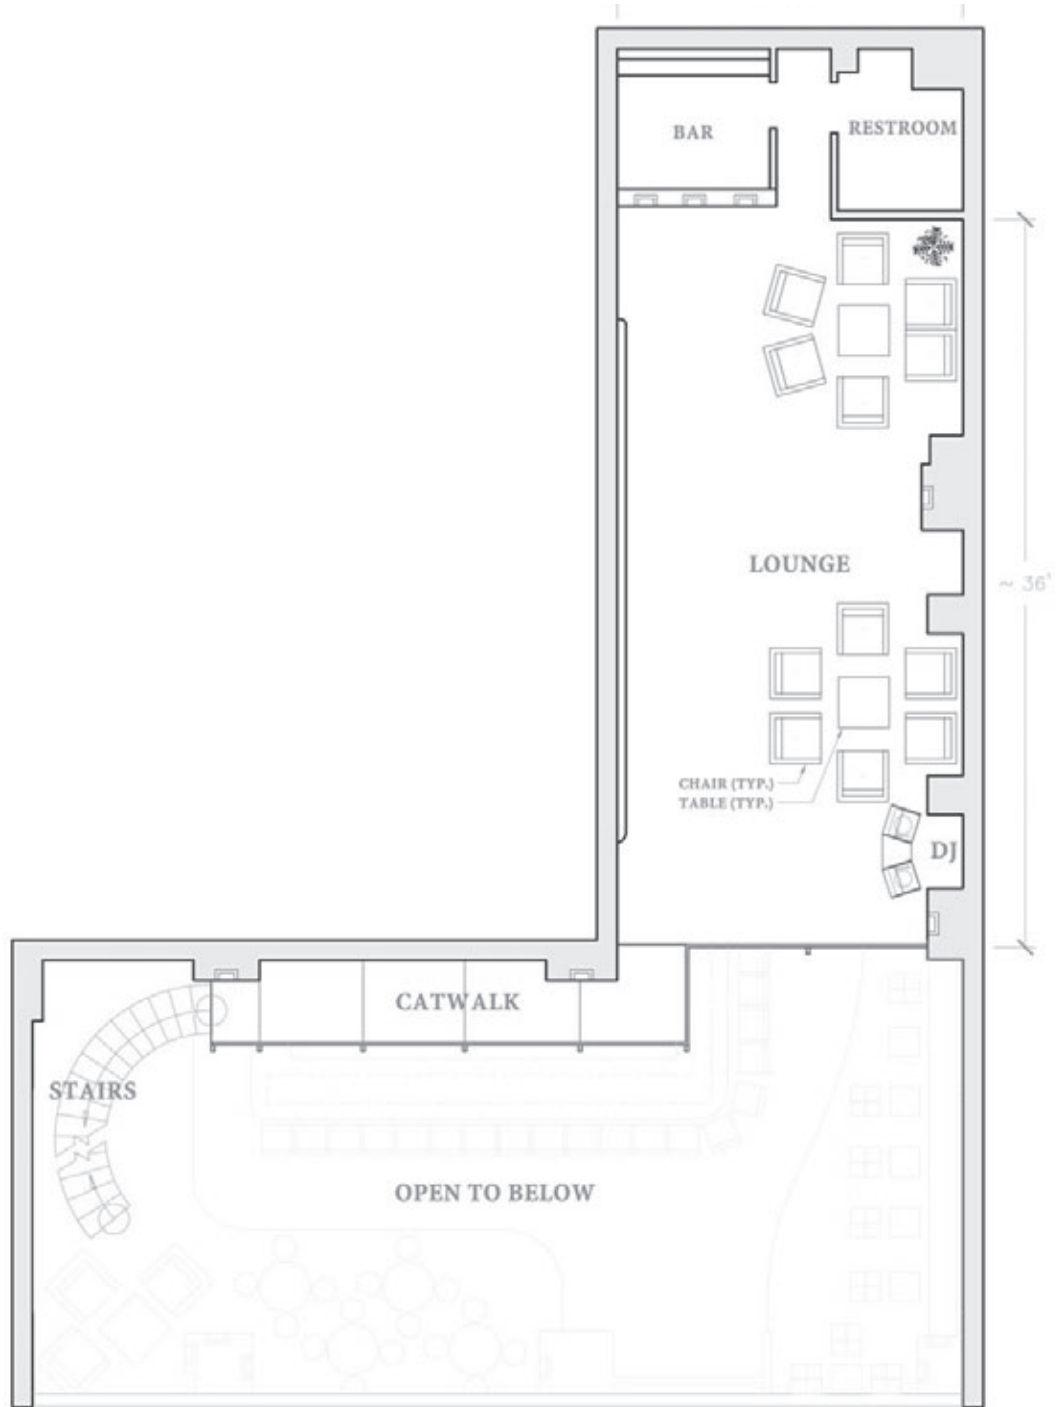 BAR
RESTROOM
LOUNGE
~ 36'
CHAIR (TYP.)
TABLE (TYP.)
DJ
CATWALK
STAIRS
OPEN TO BELOW